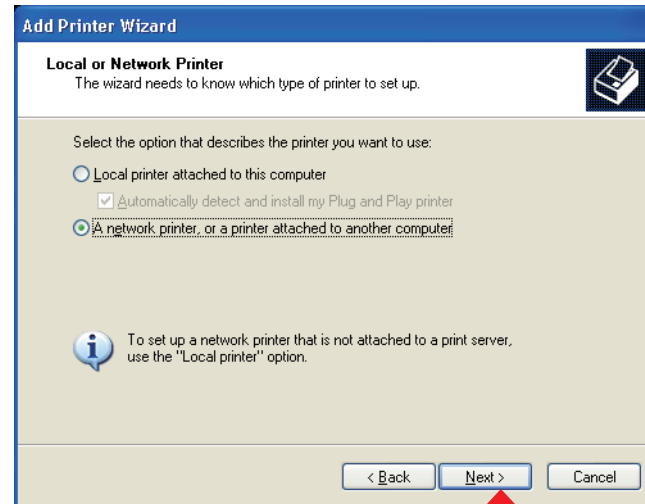 Add Printer Wizard
Local or Network Printer
The wizard needs to know which type of printer to set up.
Select the option that describes the printer you want to use:
Local printer attached to this computer
Automatically detect and install my Plug and Play printer
A network printer, or a printer attached to another computer
To set up a network printer that is not attached to a print server,
use the "Local printer" option.
< Back Next > Cancel